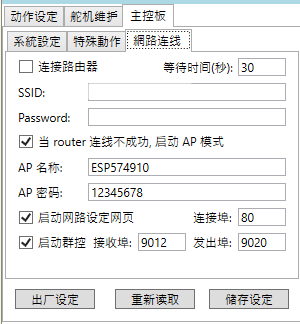 动作设定 舵机维护 主控板
系統設定 特殊動作 網路连线
连接路由器 等待时间(秒): 30
SSID:
Password:
当 router 连线不成功, 启动 AP 模式
AP 名称: ESP574910
AP 密码: 12345678
启动网路设定网页 连接埠: 80
启动群控 接收埠: 9012 发出埠: 9020
出厂设定 重新读取 储存设定